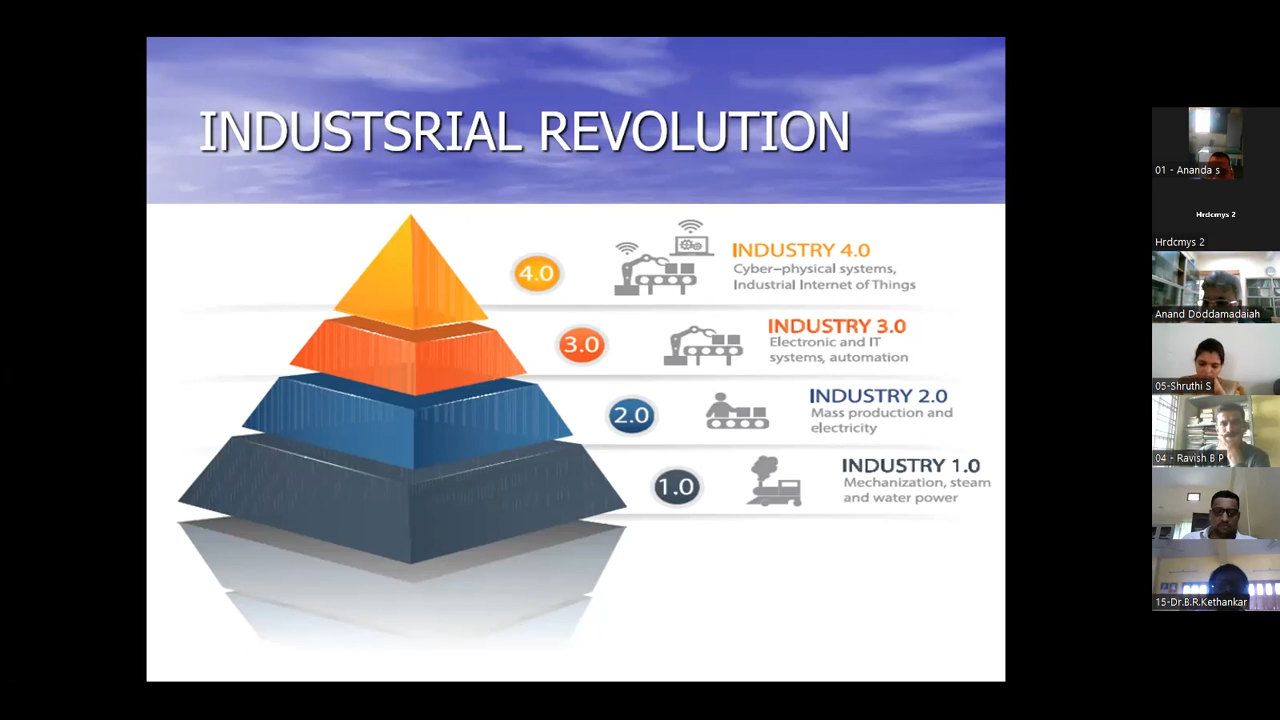 INDUSTSRIAL REVOLUTION
4.0
INDUSTRY 4.0
Cyber-physical systems,
Industrial Internet of Things
3.0
INDUSTRY 3.0
Electronic and IT
systems, automation
2.0
INDUSTRY 2.0
Mass production and
electricity
1.0
INDUSTRY 1.0
Mechanization, steam
and water power
01 - Ananda s
Hrdcmys 2
Hrdcmys 2
Anand Doddamadaiah
05-Shruthi S
04 - Ravish B P
15-Dr.B.R.Kethankar